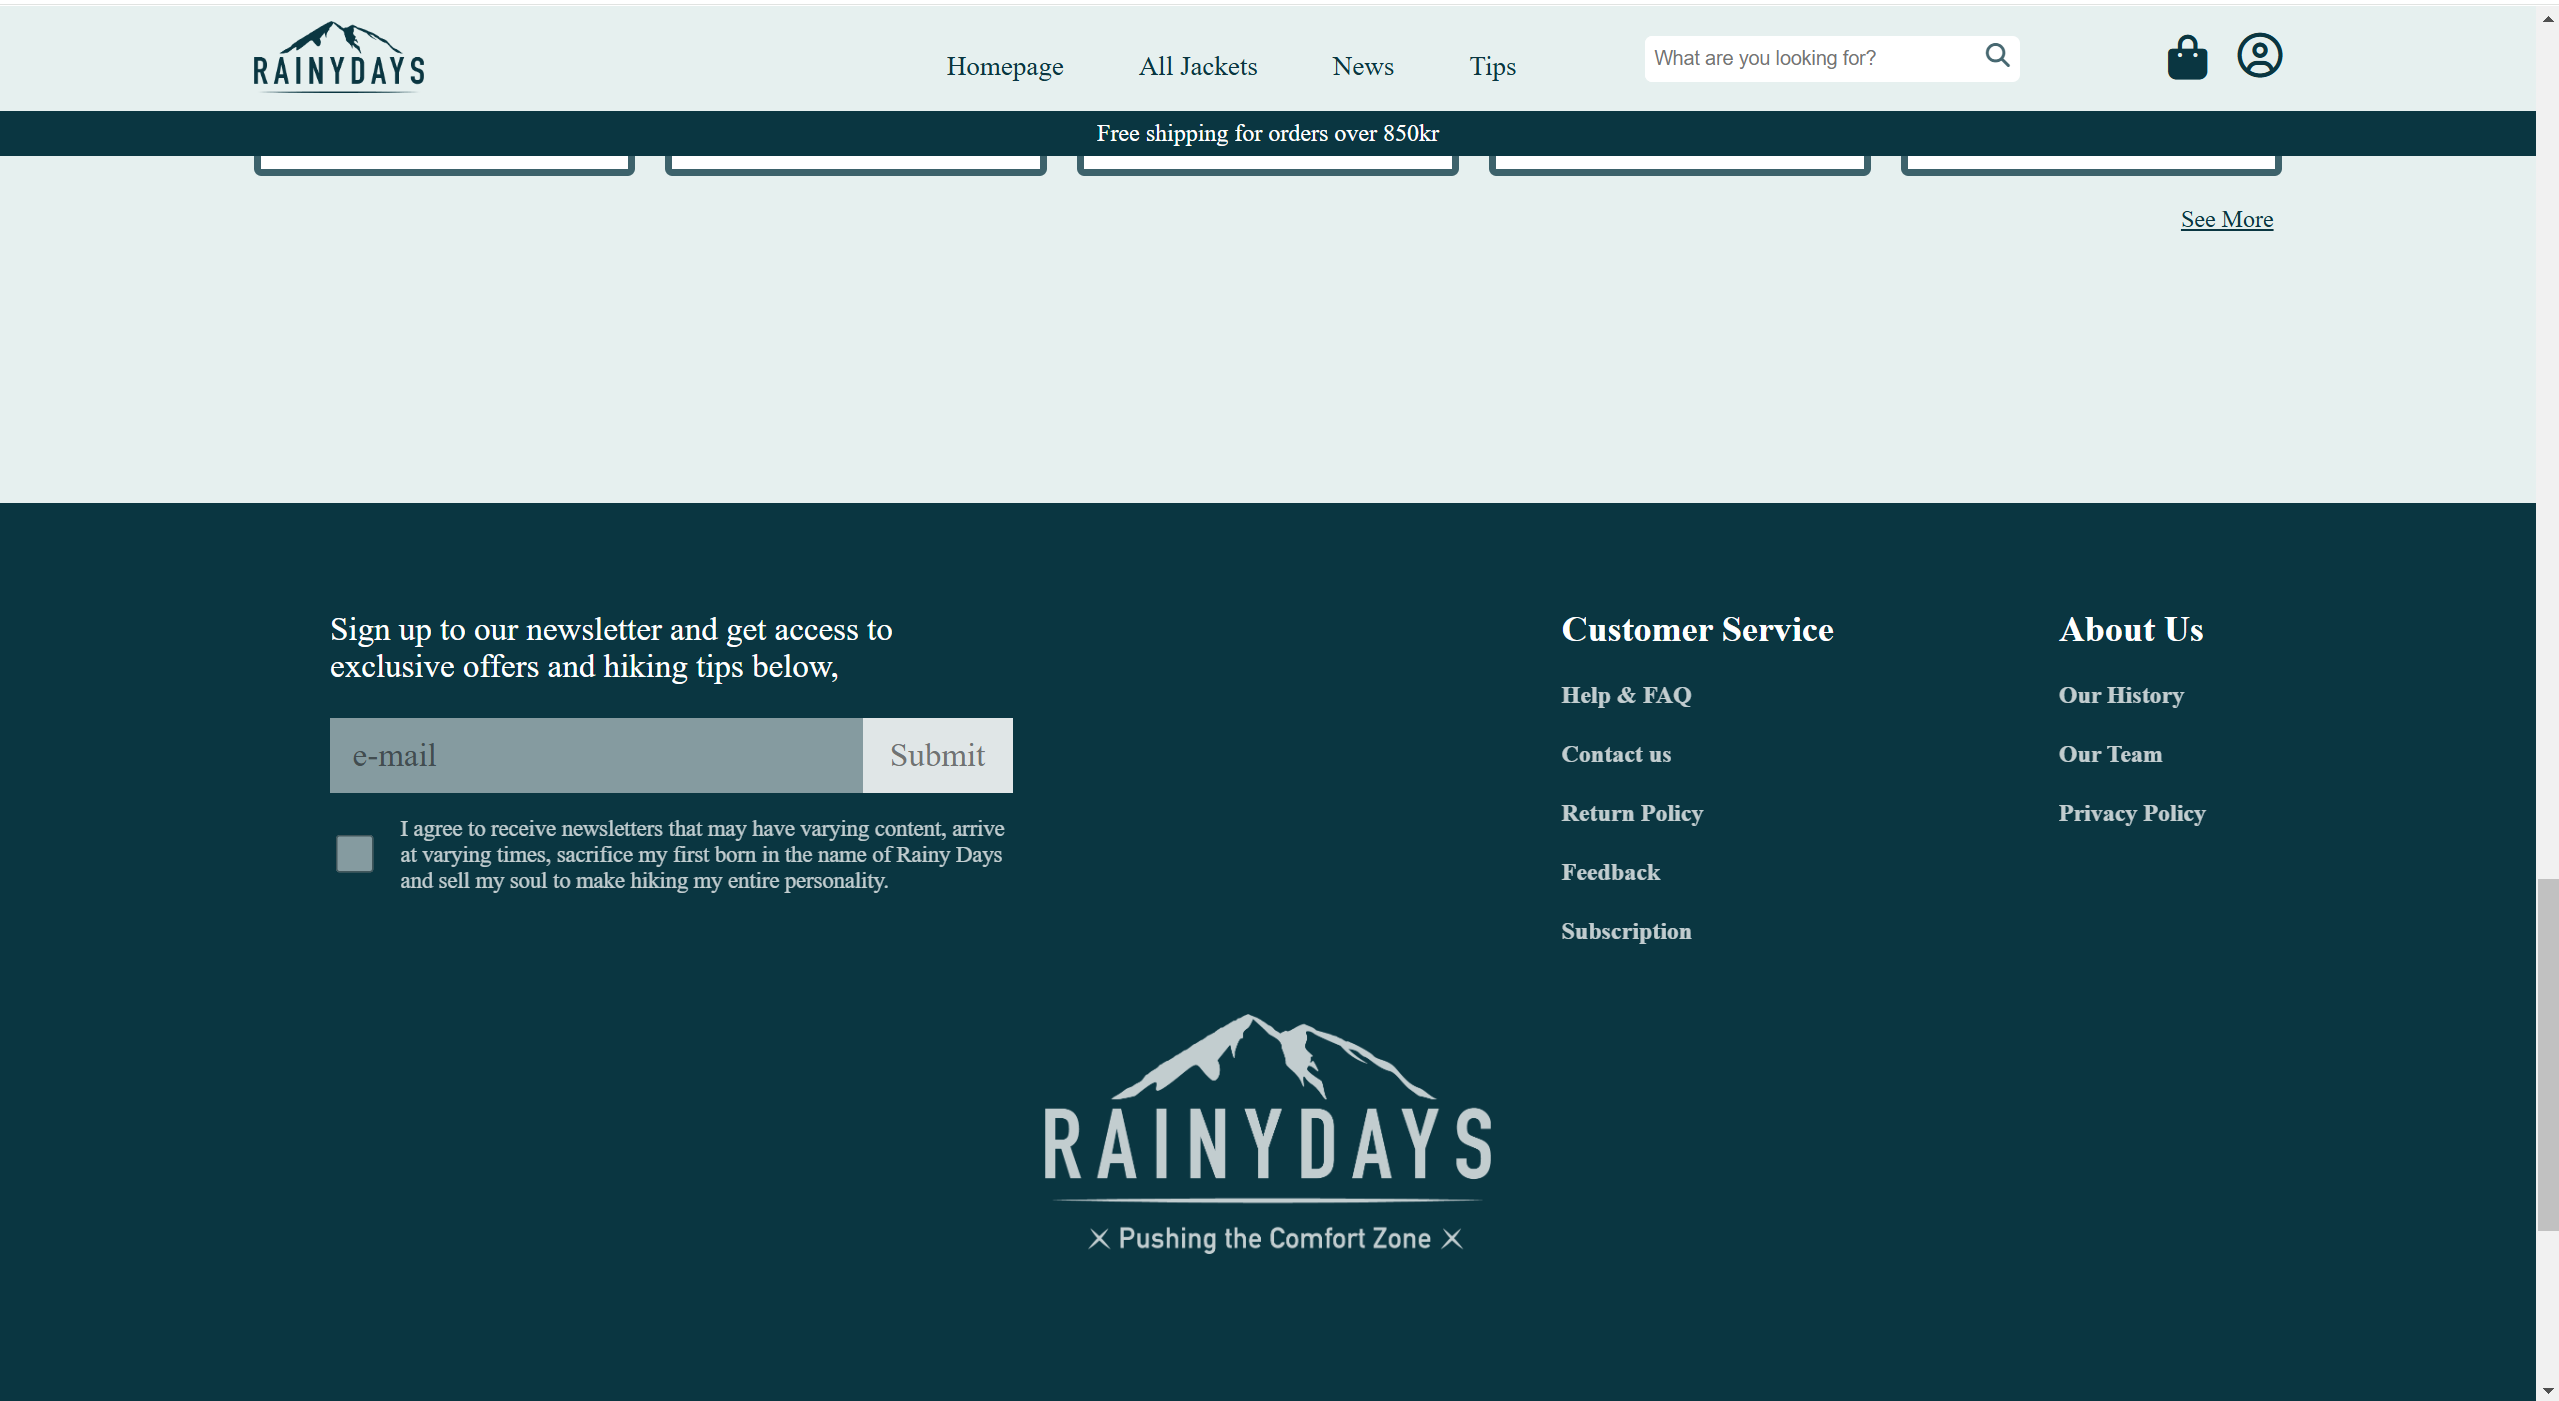 RAINYDAYS
Homepage
All Jackets
News
Tips
What are you looking for?
Free shipping for orders over 850kr
See More
Sign up to our newsletter and get access to
exclusive offers and hiking tips below,
e-mail
Submit
I agree to receive newsletters that may have varying content, arrive
at varying times, sacrifice my first born in the name of Rainy Days
and sell my soul to make hiking my entire personality.
Customer Service
Help & FAQ
Contact us
Return Policy
Feedback
Subscription
About Us
Our History
Our Team
Privacy Policy
RAINYDAYS
Pushing the Comfort Zone